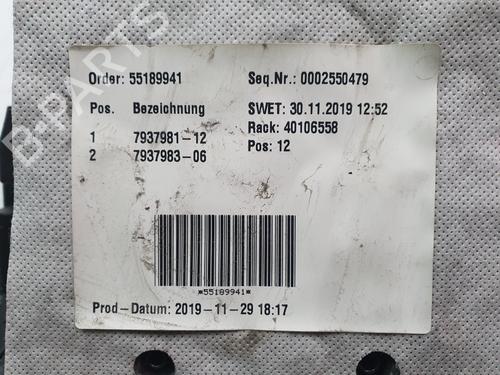 Order: 55189941 Seq.Nr.: 0002550479
Pos. Bezeichnung SWET: 30.11.2019 12:52
Rack: 40106558
1 7937981-12 Pos: 12
2 7937983-06
*55189941*
Prod-Datum: 2019-11-29 18:17